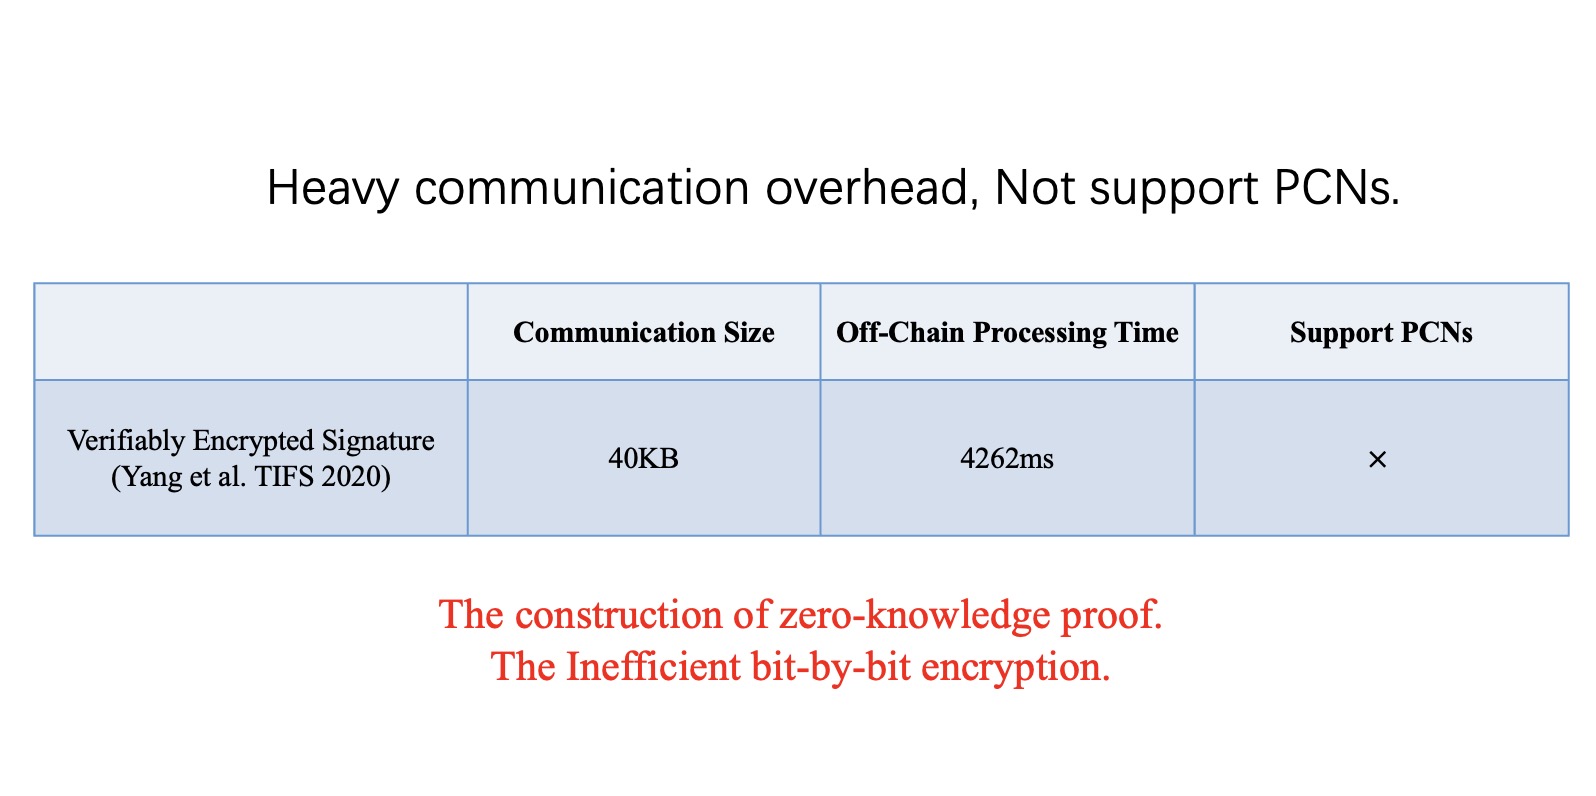 Heavy communication overhead, Not support PCNs.
Communication Size
Off-Chain Processing Time
Support PCNs
Verifiably Encrypted Signature
(Yang et al. TIFS 2020)
40KB
4262ms
×
The construction of zero-knowledge proof.
The Inefficient bit-by-bit encryption.